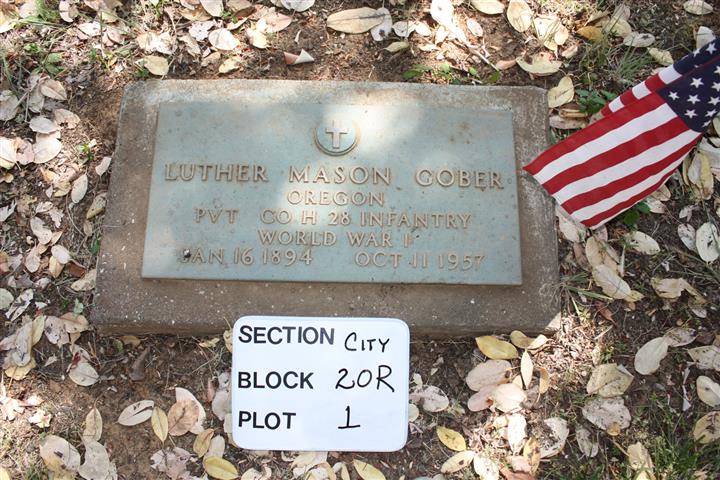 LUTHER MASON GOBER
OREGON
PVT CO H 28 INFANTRY
WORLD WAR I
JAN 16 1894 OCT 11 1957
SECTION CITY
BLOCK 20R
PLOT 1